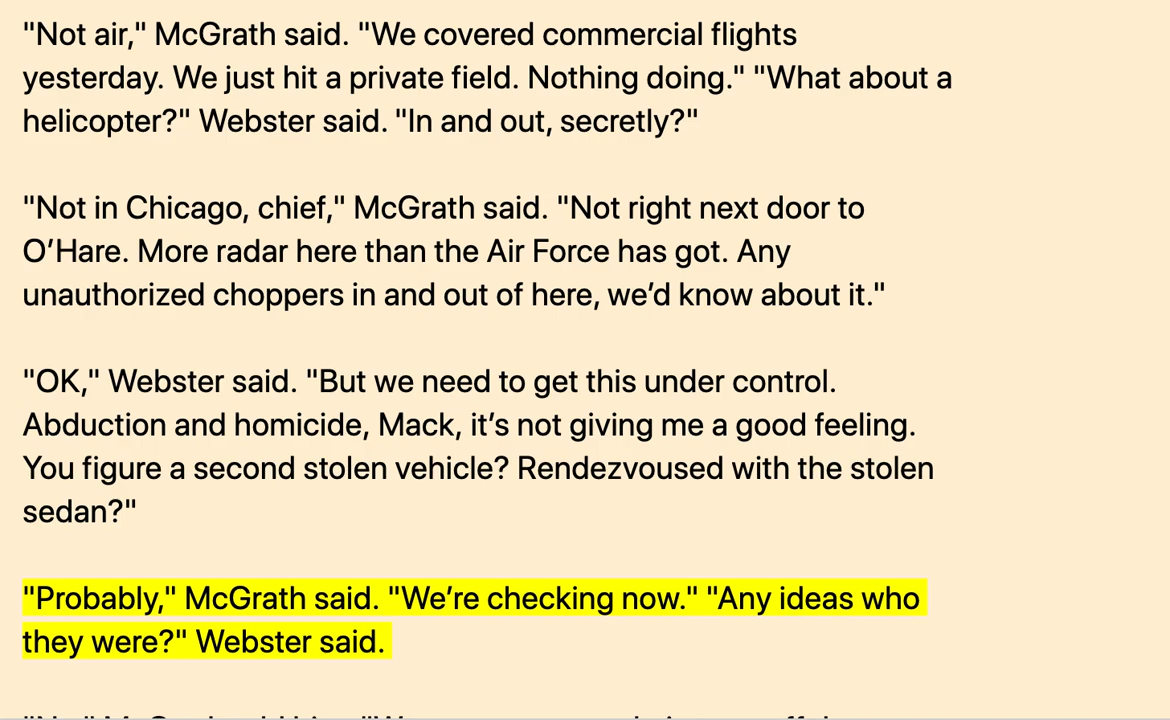 "Not air," McGrath said. "We covered commercial flights
yesterday. We just hit a private field. Nothing doing." "What about a
helicopter?" Webster said. "In and out, secretly?"
"Not in Chicago, chief," McGrath said. "Not right next door to
O’Hare. More radar here than the Air Force has got. Any
unauthorized choppers in and out of here, we’d know about it."
"OK," Webster said. "But we need to get this under control.
Abduction and homicide, Mack, it’s not giving me a good feeling.
You figure a second stolen vehicle? Rendezvoused with the stolen
sedan?"
"Probably," McGrath said. "We’re checking now." "Any ideas who
they were?" Webster said.